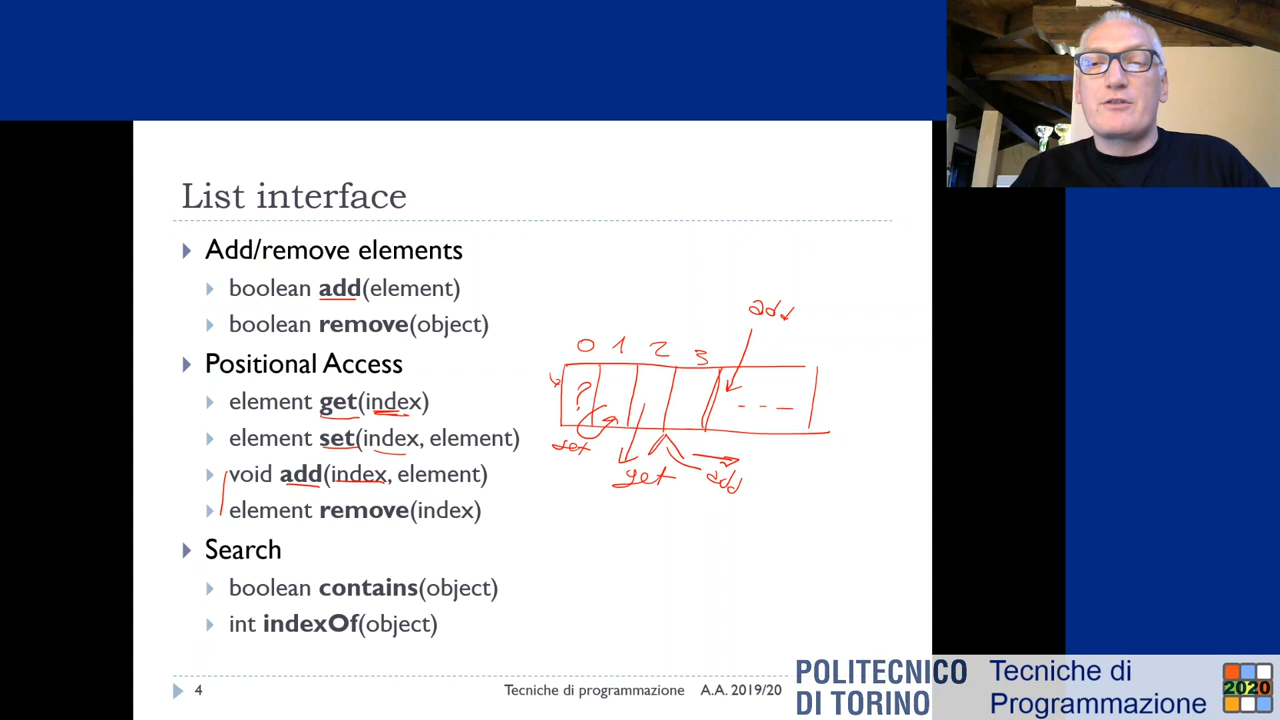 List interface
Add/remove elements
boolean add(element)
boolean remove(object)
Positional Access
element get(index)
element set(index, element)
void add(index, element)
element remove(index)
Search
boolean contains(object)
int indexOf(object)
add
0 1 2 3
?
set
get
add
4
Tecniche di programmazione A.A. 2019/20
POLITECNICO
DI TORINO
Tecniche di
Programmazione
2020